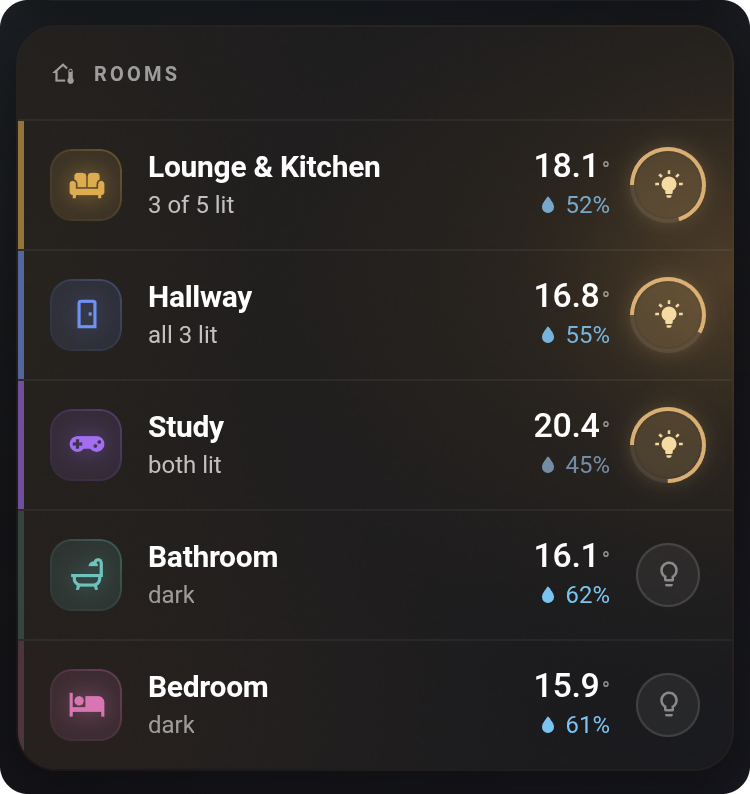 ROOMS
Lounge & Kitchen
18.1°
3 of 5 lit
52%
Hallway
16.8°
all 3 lit
55%
Study
20.4°
both lit
45%
Bathroom
16.1°
dark
62%
Bedroom
15.9°
dark
61%